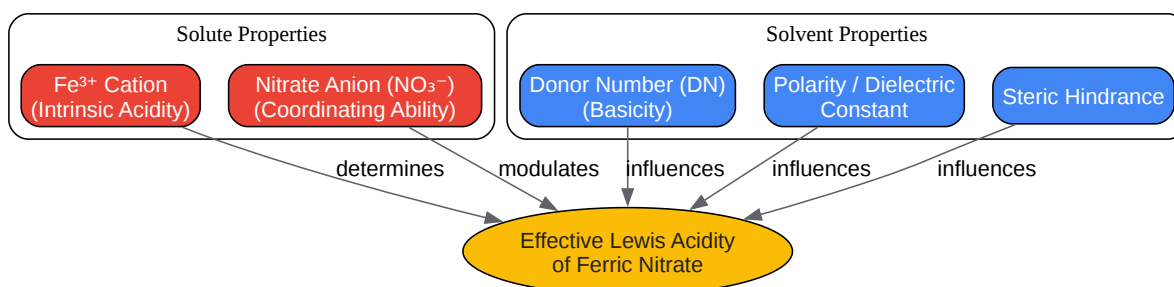 Solute Properties
Solvent Properties
Fe³⁺ Cation
(Intrinsic Acidity)
Nitrate Anion (NO₃⁻)
(Coordinating Ability)
Donor Number (DN)
(Basicity)
Polarity / Dielectric
Constant
Steric Hindrance
determines
modulates
influences
influences
influences
Effective Lewis Acidity
of Ferric Nitrate